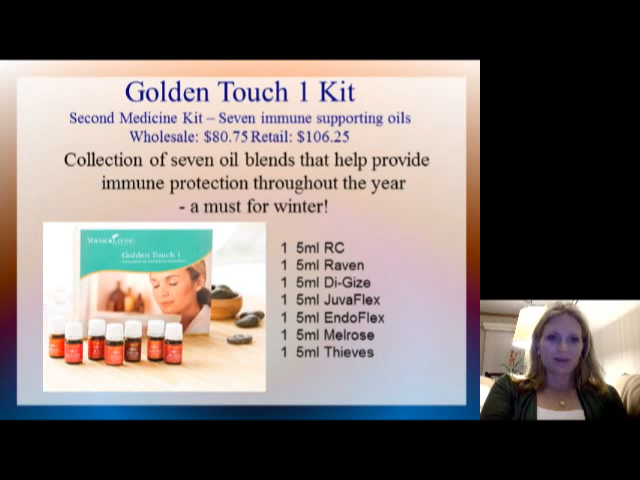 Golden Touch 1 Kit
Second Medicine Kit – Seven immune supporting oils
Wholesale: $80.75 Retail: $106.25
Collection of seven oil blends that help provide
immune protection throughout the year
- a must for winter!
YOUNG LIVING
Golden Touch 1
1 5ml RC
1 5ml Raven
1 5ml Di-Gize
1 5ml JuvaFlex
1 5ml EndoFlex
1 5ml Melrose
1 5ml Thieves